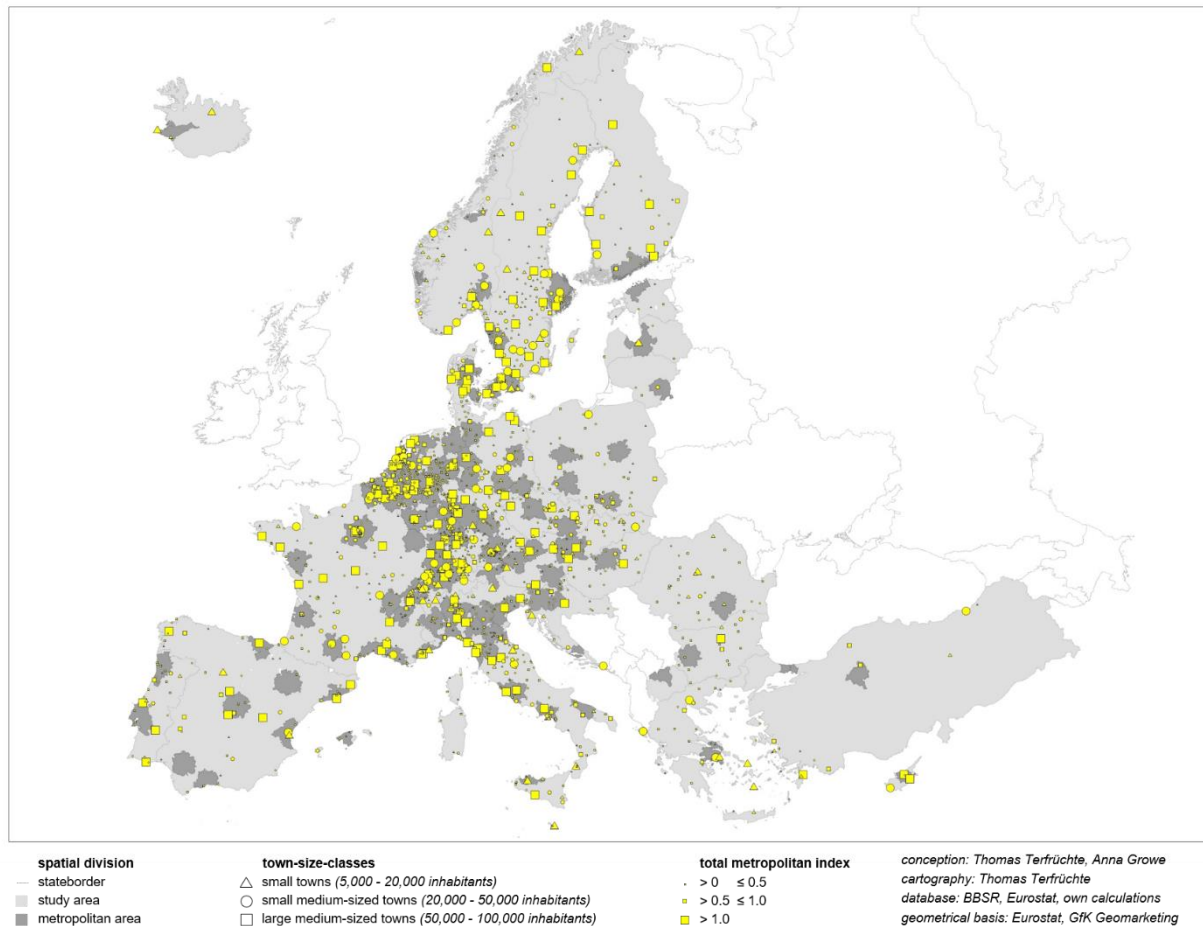 spatial division
stateborder
study area
metropolitan area
town-size-classes
small towns (5,000 - 20,000 inhabitants)
small medium-sized towns (20,000 - 50,000 inhabitants)
large medium-sized towns (50,000 - 100,000 inhabitants)
total metropolitan index
> 0 ≤ 0.5
> 0.5 ≤ 1.0
> 1.0
conception: Thomas Terfrüchte, Anna Growe
cartography: Thomas Terfrüchte
database: BBSR, Eurostat, own calculations
geometrical basis: Eurostat, GfK Geomarketing